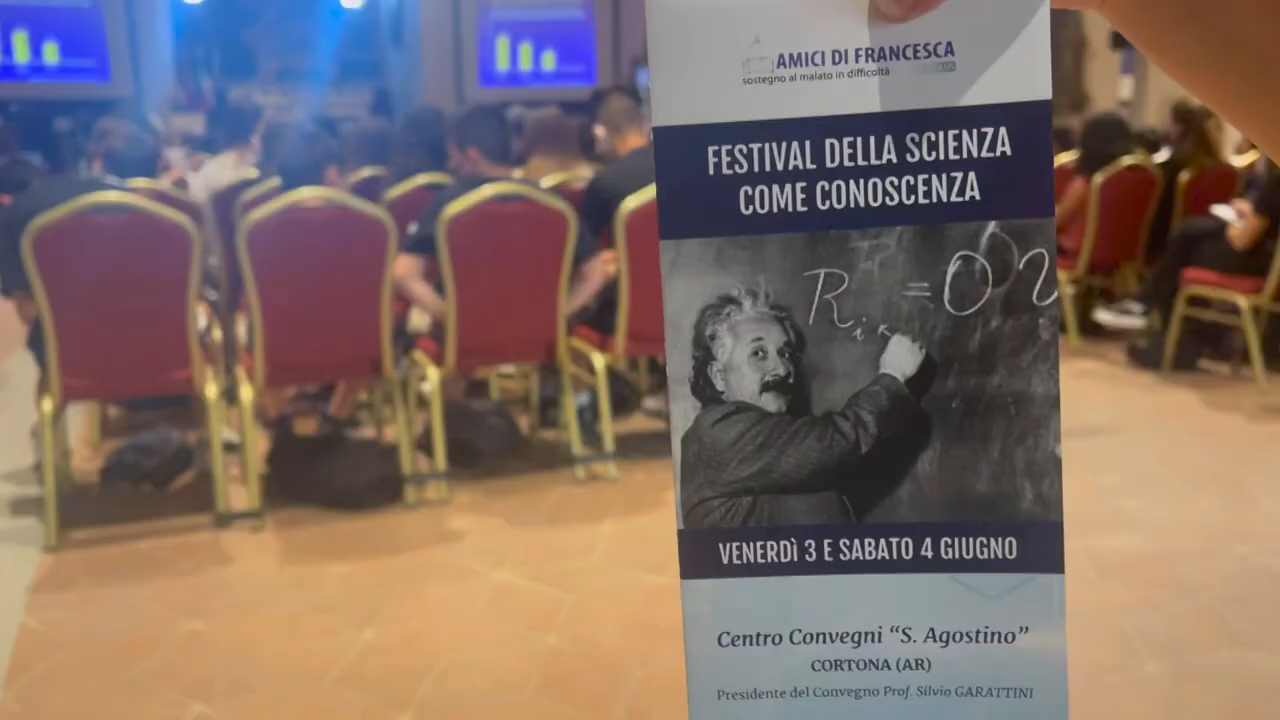 AMICI DI FRANCESCA
sostegno al malato in difficoltà
FESTIVAL DELLA SCIENZA
COME CONOSCENZA
R i k = 0
VENERDÌ 3 E SABATO 4 GIUGNO
Centro Convegni “S. Agostino”
CORTONA (AR)
Presidente del Convegno Prof. Silvio GARATTINI